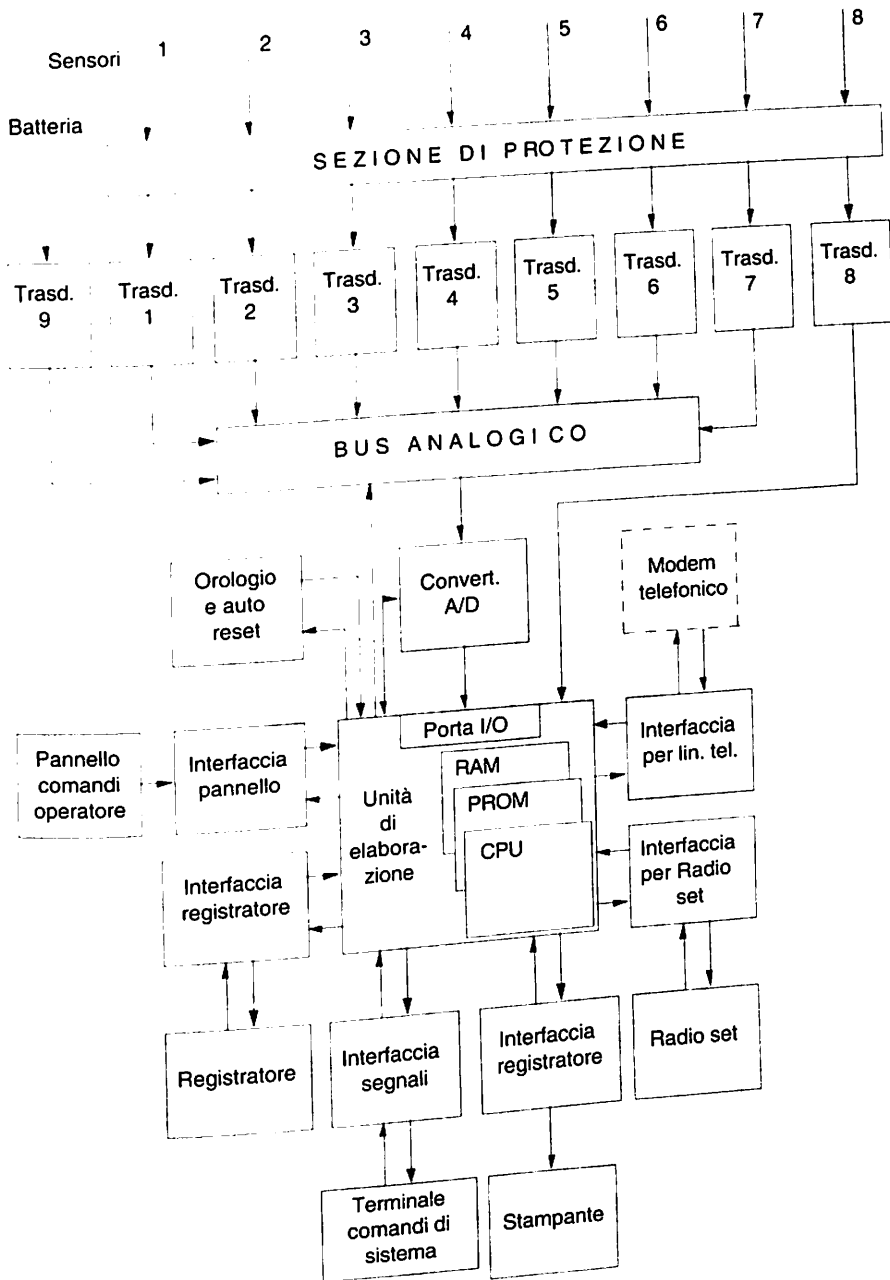 1 2 3 4 5 6 7 8
Sensori
Batteria
SEZIONE DI PROTEZIONE
Trasd.
9
Trasd.
1
Trasd.
2
Trasd.
3
Trasd.
4
Trasd.
5
Trasd.
6
Trasd.
7
Trasd.
8
BUS ANALOGICO
Orologio
e auto
reset
Convert.
A/D
Modem
telefonico
Pannello
comandi
operatore
Interfaccia
pannello
Porta I/O
Unità
di
elabora-
zione
RAM
PROM
CPU
Interfaccia
per lin. tel.
Interfaccia
registratore
Interfaccia
per Radio
set
Registratore
Interfaccia
segnali
Interfaccia
registratore
Radio set
Terminale
comandi di
sistema
Stampante